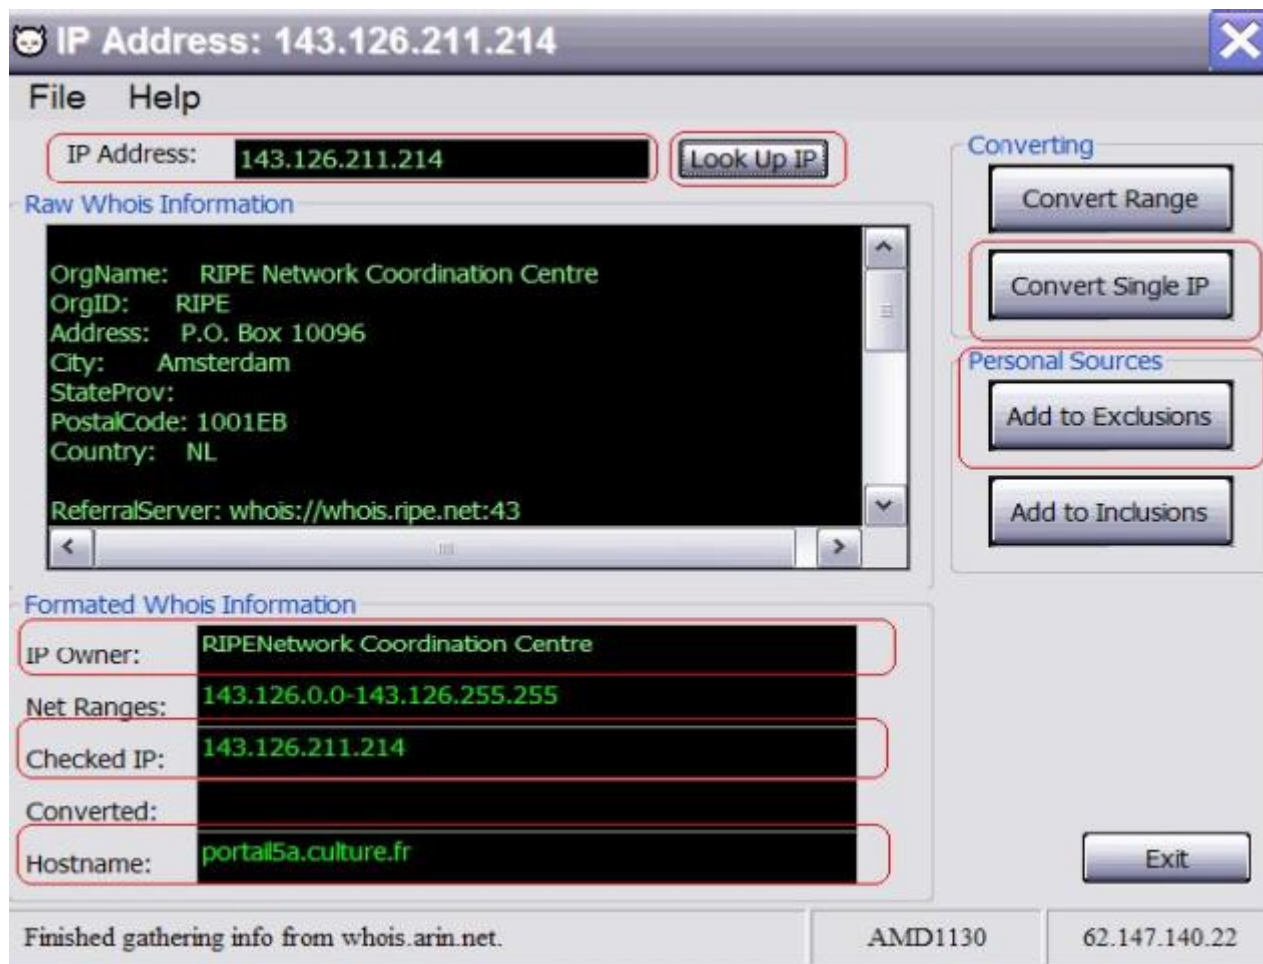 IP Address: 143.126.211.214
File Help
IP Address: 143.126.211.214 Look Up IP
Raw Whois Information
OrgName: RIPE Network Coordination Centre
OrgID: RIPE
Address: P.O. Box 10096
City: Amsterdam
StateProv:
PostalCode: 1001EB
Country: NL
ReferralServer: whois://whois.ripe.net:43
Converting
Convert Range
Convert Single IP
Personal Sources
Add to Exclusions
Add to Inclusions
Formated Whois Information
IP Owner: RIPENetwork Coordination Centre
Net Ranges: 143.126.0.0-143.126.255.255
Checked IP: 143.126.211.214
Converted:
Hostname: portail5a.culture.fr
Exit
Finished gathering info from whois.arin.net. AMD1130 62.147.140.22